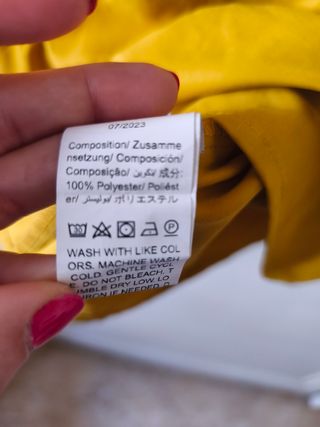 07/2023
Composition/ Zusamme
nsetzung/ Composición/
Composição/ تكوين/ 成分:
100% Polyester/ Poliést
er/ بوليستر/ ポリエステル
WASH WITH LIKE COL
ORS. MACHINE WASH
COLD. GENTLE CYCL
E. DO NOT BLEACH. T
UMBLE DRY LOW. LO
IRON IF NEEDED. D